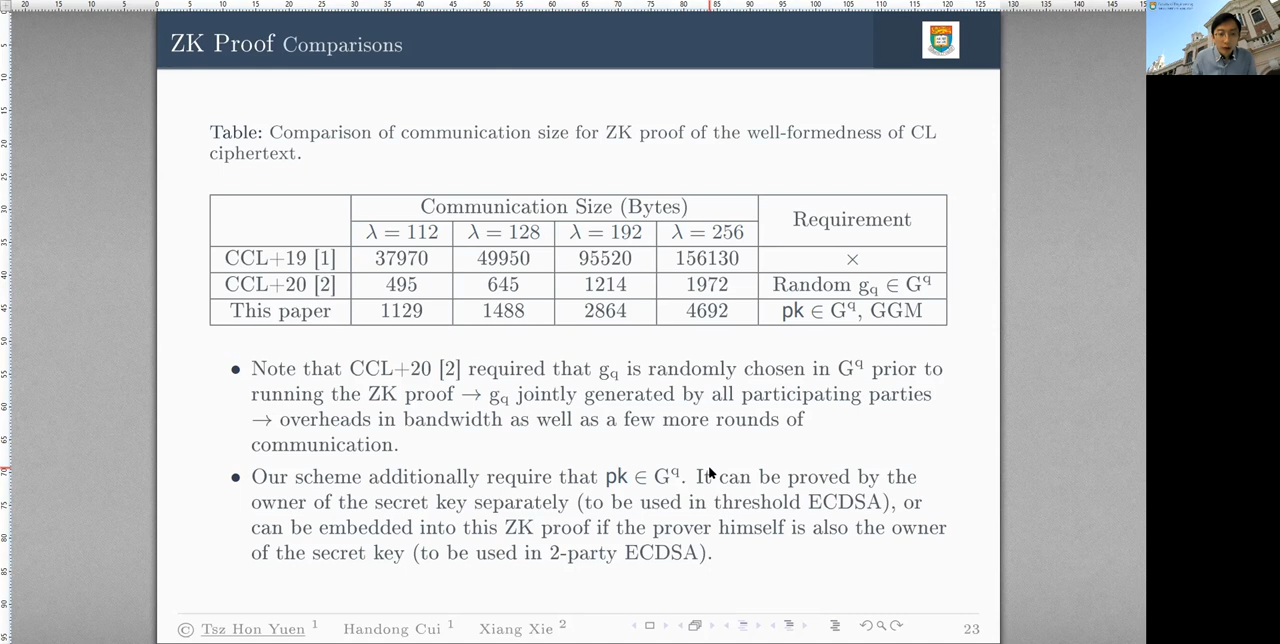 ZK Proof Comparisons
Table: Comparison of communication size for ZK proof of the well-formedness of CL
ciphertext.
Communication Size (Bytes) Requirement
λ = 112 λ = 128 λ = 192 λ = 256
CCL+19 [1] 37970 49950 95520 156130 ×
CCL+20 [2] 495 645 1214 1972 Random g_q ∈ G^q
This paper 1129 1488 2864 4692 pk ∈ G^q, GGM
• Note that CCL+20 [2] required that g_q is randomly chosen in G^q prior to
running the ZK proof → g_q jointly generated by all participating parties
→ overheads in bandwidth as well as a few more rounds of
communication.
• Our scheme additionally require that pk ∈ G^q. It can be proved by the
owner of the secret key separately (to be used in threshold ECDSA), or
can be embedded into this ZK proof if the prover himself is also the owner
of the secret key (to be used in 2-party ECDSA).
© Tsz Hon Yuen 1 Handong Cui 1 Xiang Xie 2 23